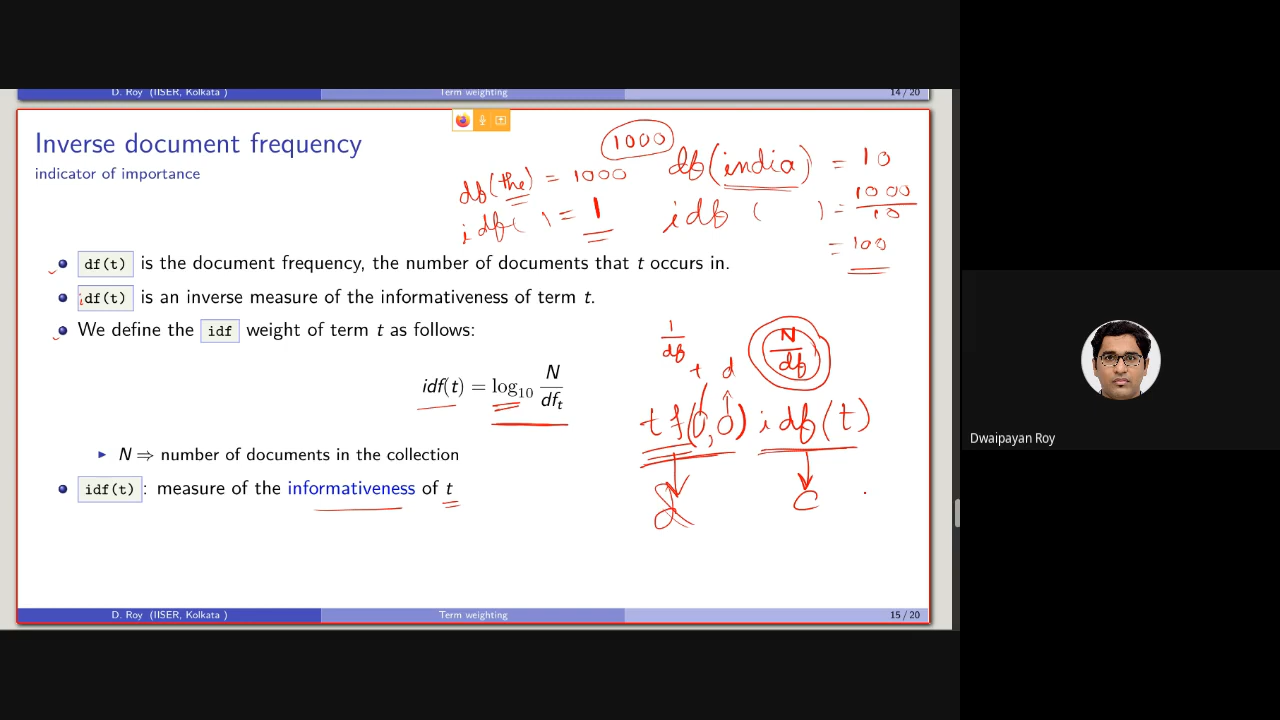 D. Roy (IISER, Kolkata ) Term weighting 14 / 20
Inverse document frequency
indicator of importance
1000
df(the) = 1000
idf( ) = 1
df(india) = 10
idf ( ) = 1000/10
= 100
df(t) is the document frequency, the number of documents that t occurs in.
idf(t) is an inverse measure of the informativeness of term t.
We define the idf weight of term t as follows:
1/df
N/df
t d
idf(t) = log10 N/dft
tf( , ) idf(t)
N ⇒ number of documents in the collection
idf(t): measure of the informativeness of t
C
D. Roy (IISER, Kolkata ) Term weighting 15 / 20
Dwaipayan Roy